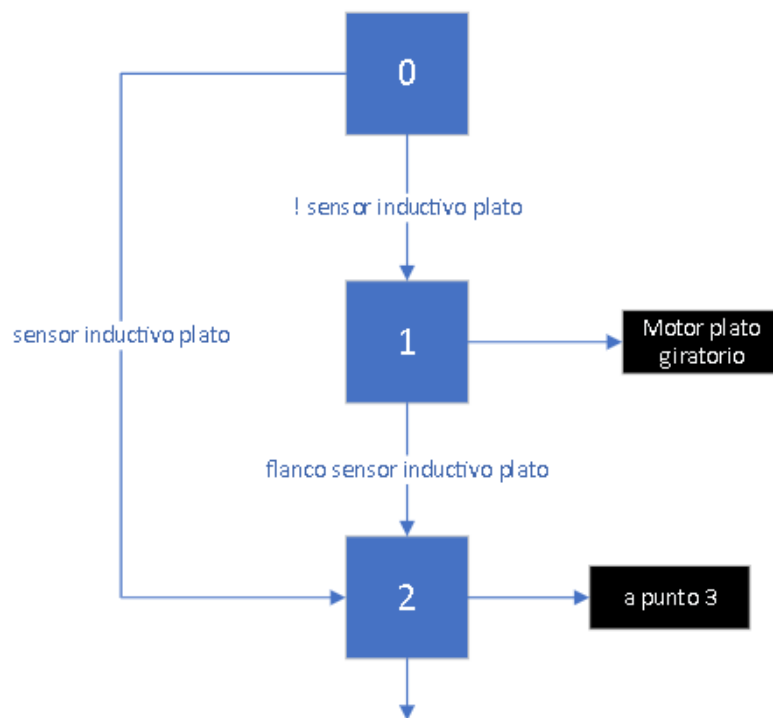 0
! sensor inductivo plato
sensor inductivo plato
1
Motor plato
giratorio
flanco sensor inductivo plato
2
a punto 3